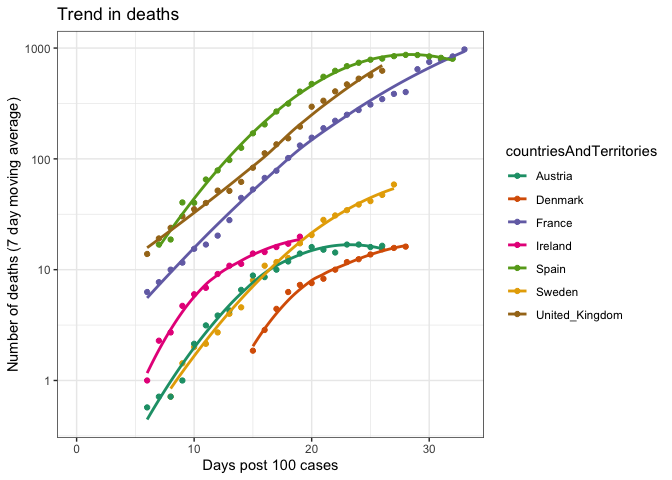 Trend in deaths
Number of deaths (7 day moving average)
1000
100
10
1
0
10
20
30
Days post 100 cases
countriesAndTerritories
Austria
Denmark
France
Ireland
Spain
Sweden
United_Kingdom